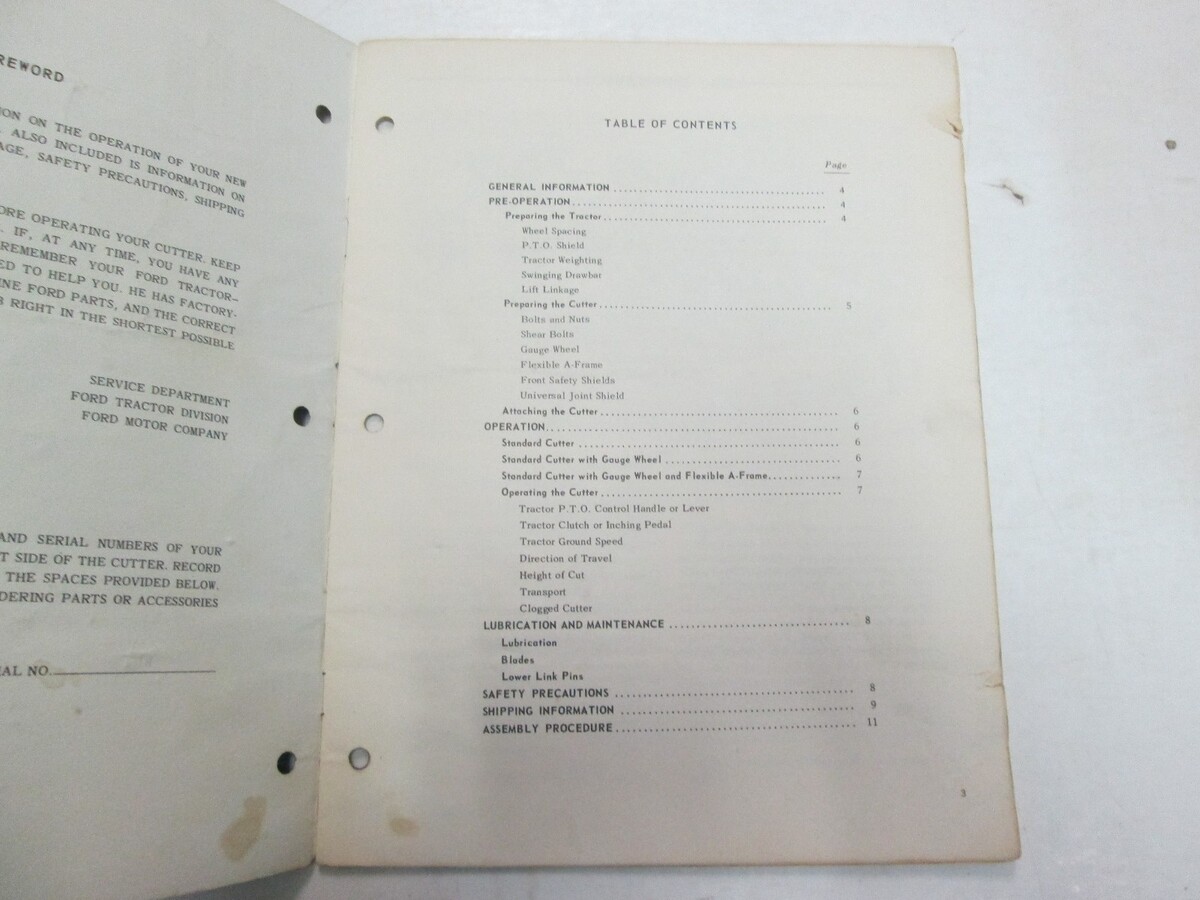 REWORD
ON THE OPERATION OF YOUR NEW
ALSO INCLUDED IS INFORMATION ON
AGE, SAFETY PRECAUTIONS, SHIPPING
ORE OPERATING YOUR CUTTER. KEEP
. IF, AT ANY TIME, YOU HAVE ANY
REMEMBER YOUR FORD TRACTOR-
ED TO HELP YOU. HE HAS FACTORY-
INE FORD PARTS, AND THE CORRECT
B RIGHT IN THE SHORTEST POSSIBLE
SERVICE DEPARTMENT
FORD TRACTOR DIVISION
FORD MOTOR COMPANY
AND SERIAL NUMBERS OF YOUR
T SIDE OF THE CUTTER. RECORD
THE SPACES PROVIDED BELOW.
DERING PARTS OR ACCESSORIES
IAL NO.
TABLE OF CONTENTS
Page
GENERAL INFORMATION 4
PRE-OPERATION 4
Preparing the Tractor 4
Wheel Spacing
P.T.O. Shield
Tractor Weighting
Swinging Drawbar
Lift Linkage
Preparing the Cutter 5
Bolts and Nuts
Shear Bolts
Gauge Wheel
Flexible A-Frame
Front Safety Shields
Universal Joint Shield
Attaching the Cutter 6
OPERATION 6
Standard Cutter 6
Standard Cutter with Gauge Wheel 6
Standard Cutter with Gauge Wheel and Flexible A-Frame 7
Operating the Cutter 7
Tractor P.T.O. Control Handle or Lever
Tractor Clutch or Inching Pedal
Tractor Ground Speed
Direction of Travel
Height of Cut
Transport
Clogged Cutter
LUBRICATION AND MAINTENANCE 8
Lubrication
Blades
Lower Link Pins
SAFETY PRECAUTIONS 8
SHIPPING INFORMATION 9
ASSEMBLY PROCEDURE 11
3